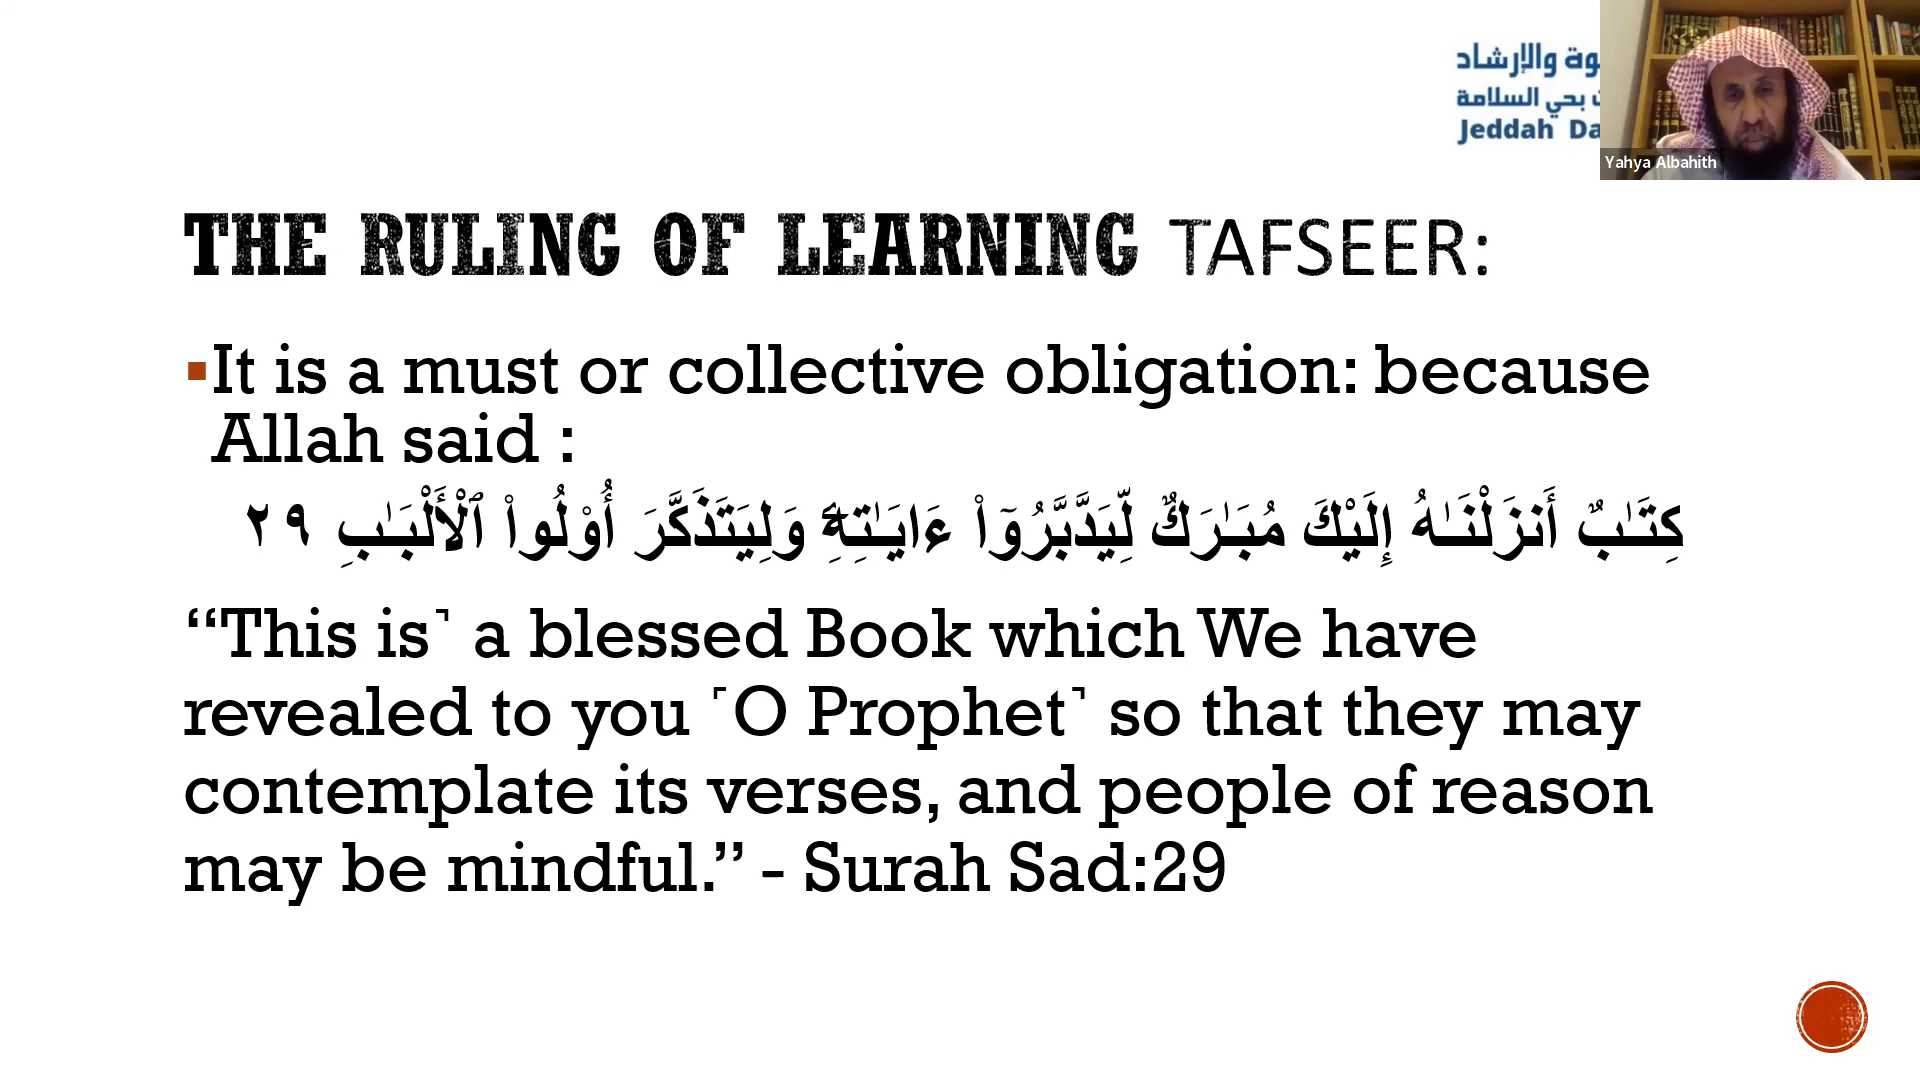 وة والإرشاد
بحي السلامة
Jeddah Da
Yahya Albahith
THE RULING OF LEARNING TAFSEER:
▪It is a must or collective obligation: because
Allah said :
كِتَـٰبٌ أَنزَلْنَـٰهُ إِلَيْكَ مُبَـٰرَكٌ لِّيَدَّبَّرُوٓا۟ ءَايَـٰتِهِۦ وَلِيَتَذَكَّرَ أُو۟لُوا۟ ٱلْأَلْبَـٰبِ ٢٩
“This is˺ a blessed Book which We have
revealed to you ˹O Prophet˺ so that they may
contemplate its verses, and people of reason
may be mindful.” - Surah Sad:29